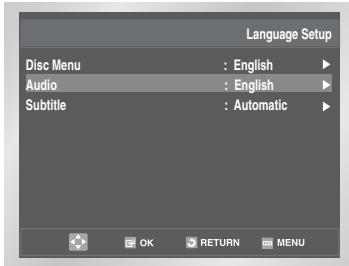 Language Setup
Disc Menu : English ►
Audio : English ►
Subtitle : Automatic ►
OK RETURN MENU